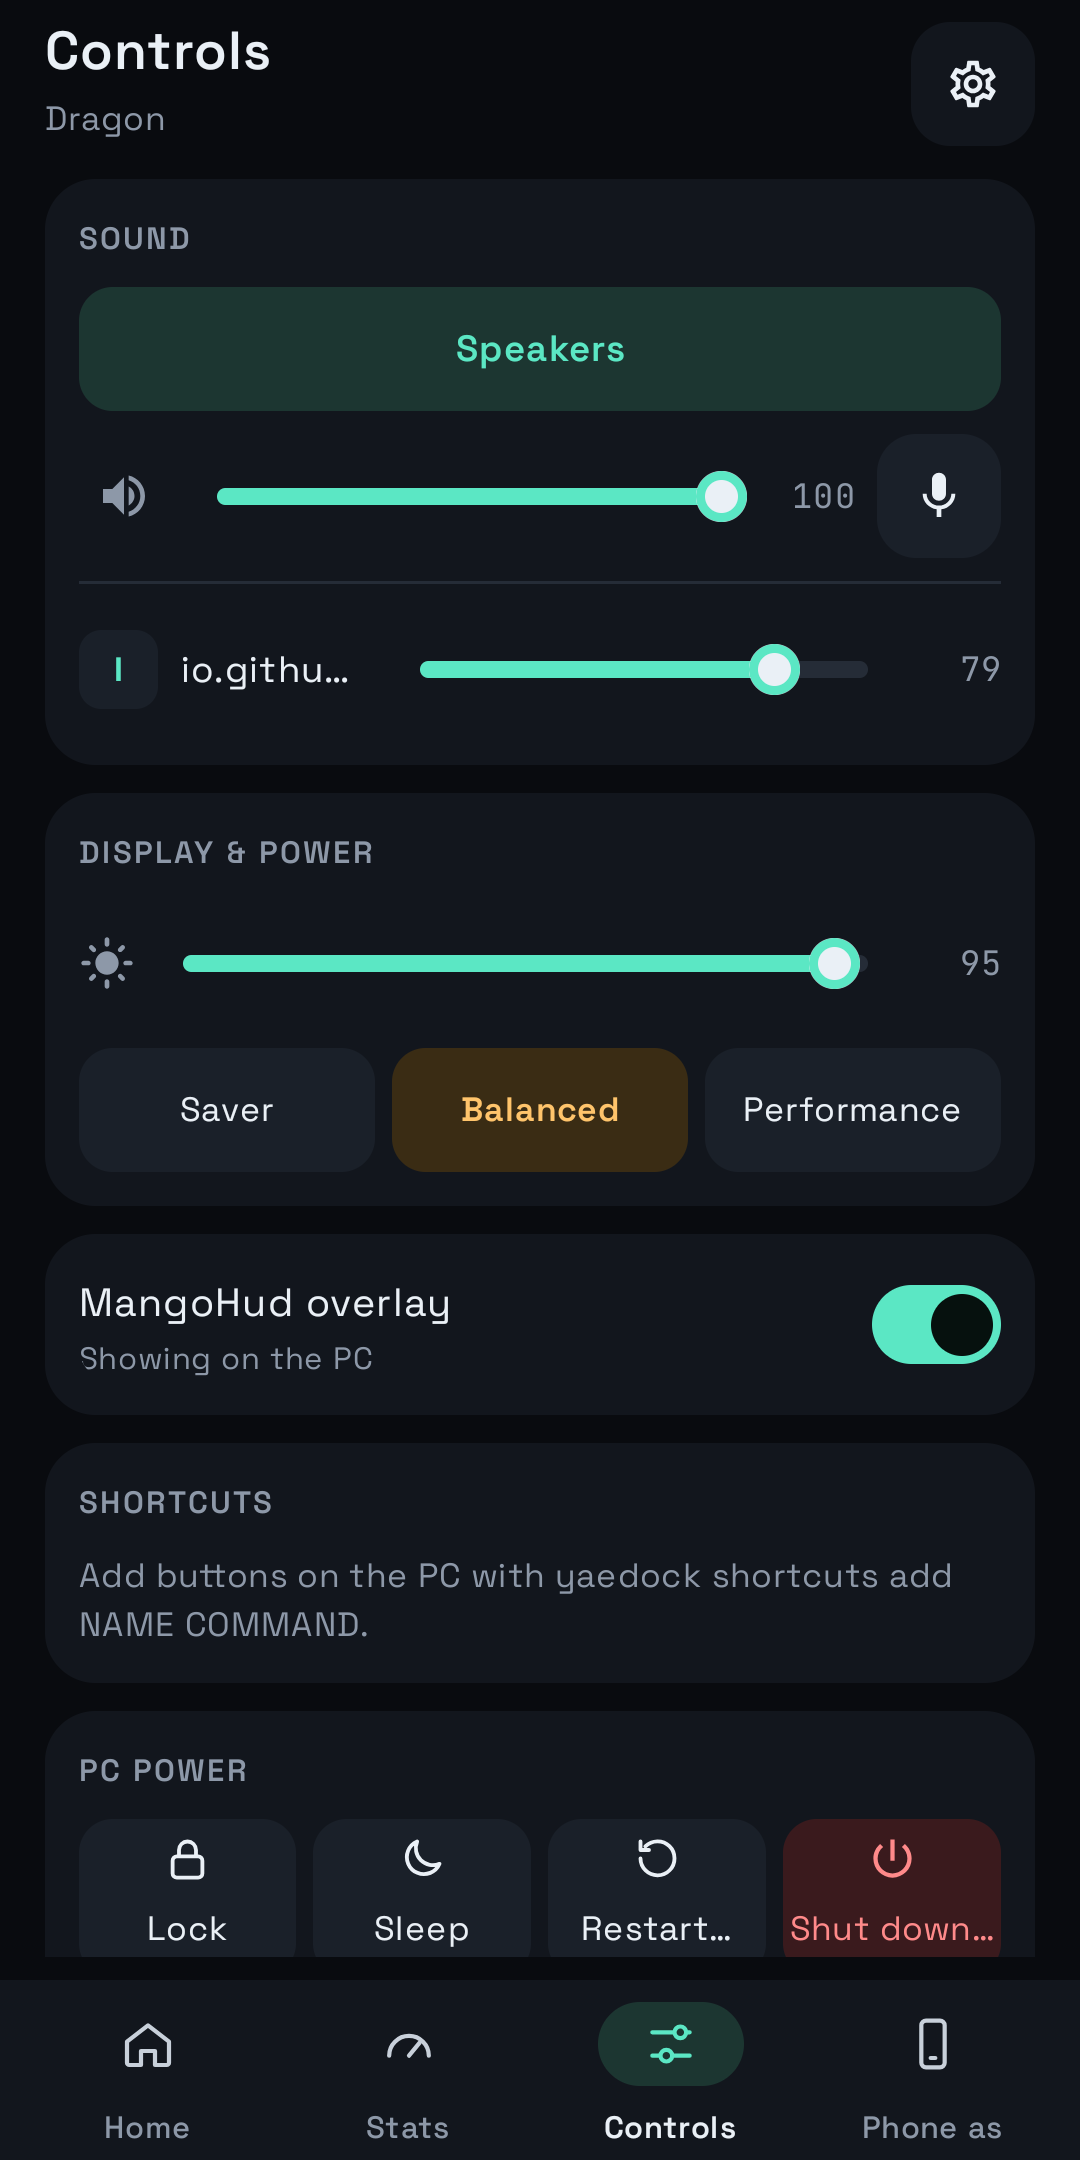 Controls
Dragon
SOUND
Speakers
100
I io.githu... 79
DISPLAY & POWER
95
Saver Balanced Performance
MangoHud overlay
Showing on the PC
SHORTCUTS
Add buttons on the PC with yaedock shortcuts add
NAME COMMAND.
PC POWER
Lock Sleep Restart... Shut down...
Home Stats Controls Phone as